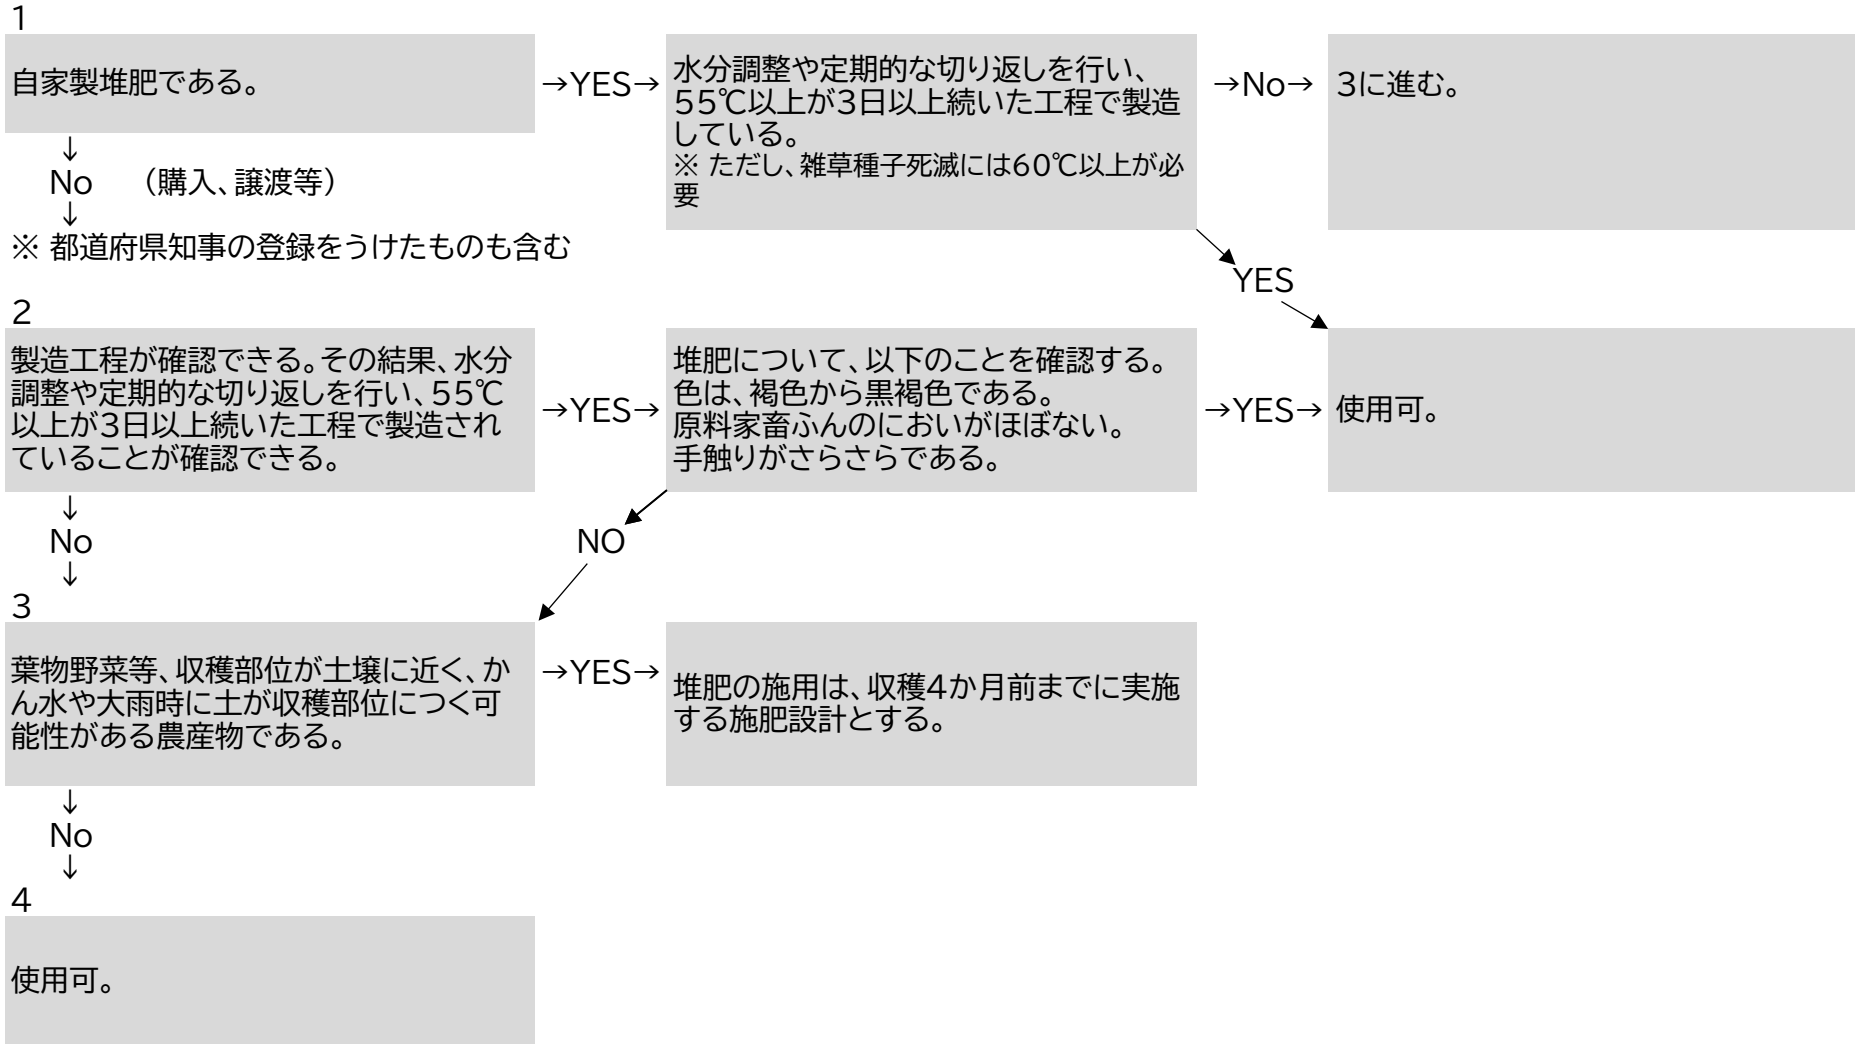 1
自家製堆肥である。
→YES→
水分調整や定期的な切り返しを行い、
55℃以上が3日以上続いた工程で製造
している。
※ ただし、雑草種子死滅には60℃以上が必
要
→No→
3に進む。
↓
No （購入、譲渡等）
↓
※ 都道府県知事の登録をうけたものも含む
YES
2
製造工程が確認できる。その結果、水分
調整や定期的な切り返しを行い、55℃
以上が3日以上続いた工程で製造され
ていることが確認できる。
→YES→
堆肥について、以下のことを確認する。
色は、褐色から黒褐色である。
原料家畜ふんのにおいがほぼない。
手触りがさらさらである。
→YES→
使用可。
↓
No
↓
NO
3
葉物野菜等、収穫部位が土壌に近く、か
ん水や大雨時に土が収穫部位につく可
能性がある農産物である。
→YES→
堆肥の施用は、収穫4か月前までに実施
する施肥設計とする。
↓
No
↓
4
使用可。